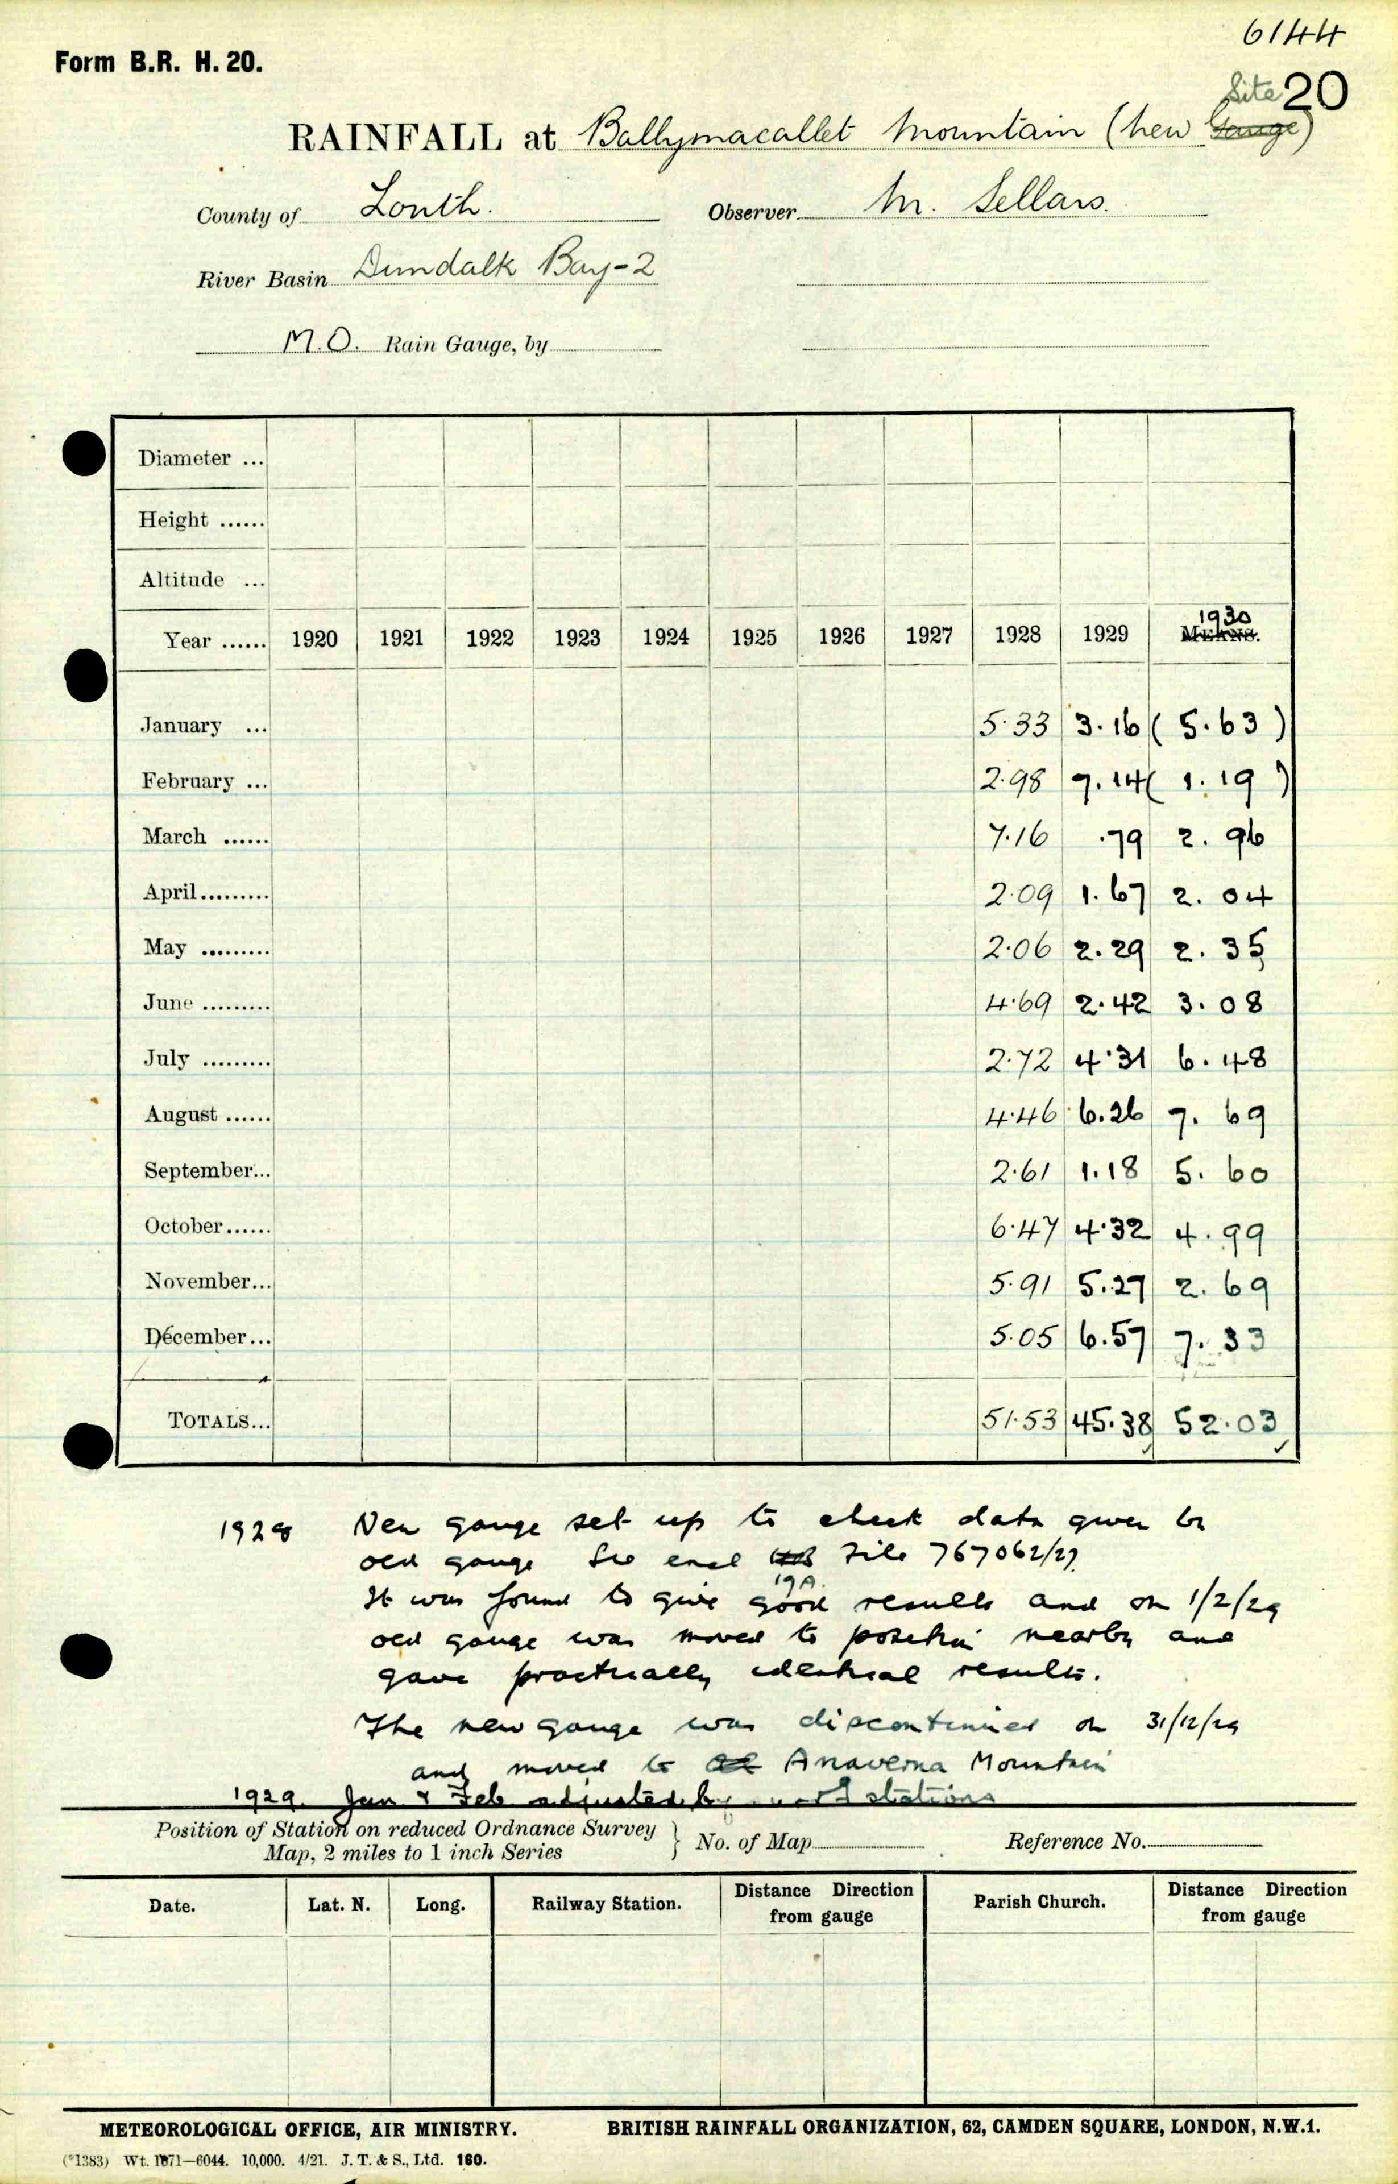 6144
Form B.R. H. 20.
Site 20
RAINFALL at Ballymacallet Mountain (New Gauge)
County of Louth. Observer M. Sellars.
River Basin Dundalk Bay-2
M.O. Rain Gauge, by
Diameter ...
Height ......
Altitude ...
1930
Year ...... 1920 1921 1922 1923 1924 1925 1926 1927 1928 1929 MEANS.
January ... 5.33 3.16 (5.63)
February ... 2.98 7.14 (1.19)
March ...... 7.16 .79 2.96
April......... 2.09 1.67 2.04
May ......... 2.06 2.29 2.35
June ......... 4.69 2.42 3.08
July ......... 2.72 4.31 6.48
August ...... 4.46 6.26 7.69
September... 2.61 1.18 5.60
October...... 6.47 4.32 4.99
November... 5.91 5.27 2.69
December... 5.05 6.57 7.33
TOTALS... 51.53 45.38 52.03
1928 New gauge set up to check data given by
old gauge See File 767062/27
19A
It was found to give good results and on 1/2/29
old gauge was moved to position nearby and
gave practically identical results.
The new gauge was discontinued on 31/12/29
and moved to Anaverna Mountain
1929. Jan & Feb adjusted by stations
Position of Station on reduced Ordnance Survey
Map, 2 miles to 1 inch Series } No. of Map Reference No.
Date. Lat. N. Long. Railway Station. Distance Direction from gauge Parish Church. Distance Direction from gauge
METEOROLOGICAL OFFICE, AIR MINISTRY. BRITISH RAINFALL ORGANIZATION, 62, CAMDEN SQUARE, LONDON, N.W.1.
(*1383) Wt. 1871—6044. 10,000. 4/21. J. T. & S., Ltd. 160.